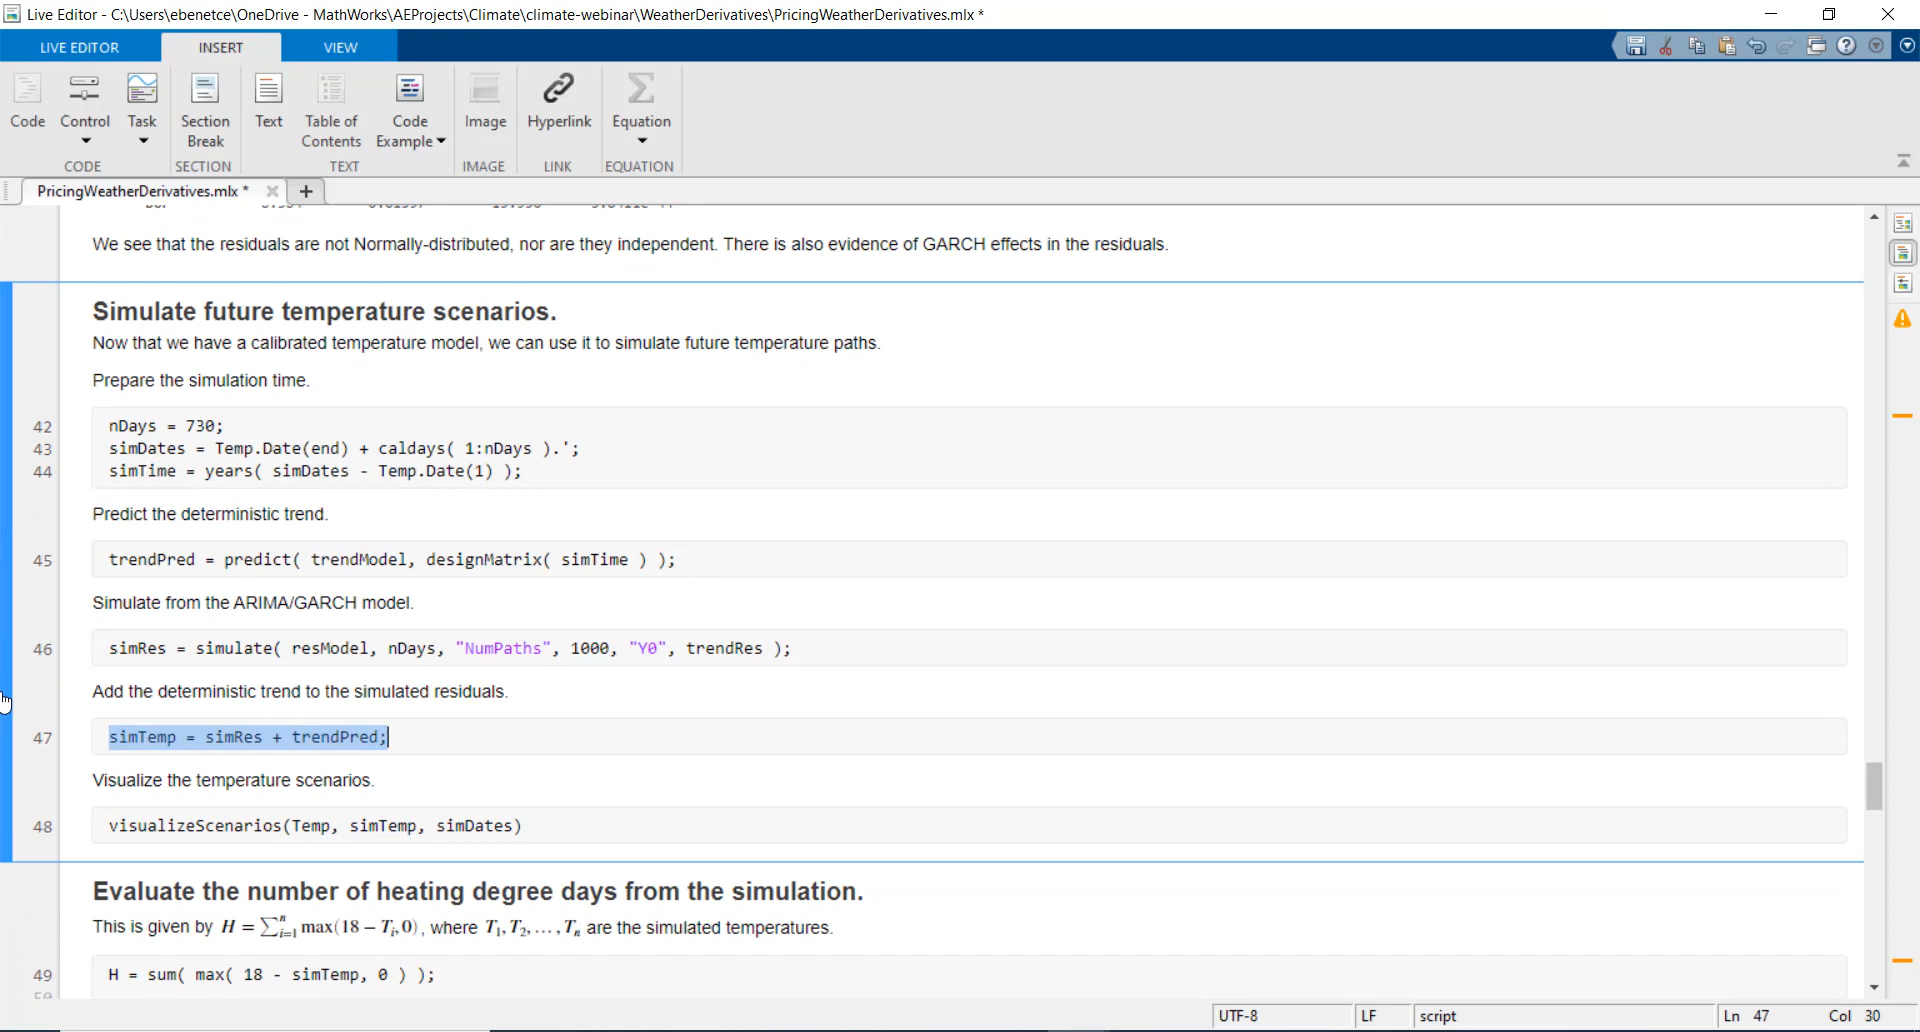 Live Editor - C:\Users\ebenetce\OneDrive - MathWorks\AEProjects\Climate\climate-webinar\WeatherDerivatives\PricingWeatherDerivatives.mlx *
LIVE EDITOR INSERT VIEW
Code Control Task Section Break Text Table of Contents Code Example Image Hyperlink Equation
CODE SECTION TEXT IMAGE LINK EQUATION
PricingWeatherDerivatives.mlx *
We see that the residuals are not Normally-distributed, nor are they independent. There is also evidence of GARCH effects in the residuals.
Simulate future temperature scenarios.
Now that we have a calibrated temperature model, we can use it to simulate future temperature paths.
Prepare the simulation time.
42 nDays = 730;
43 simDates = Temp.Date(end) + caldays( 1:nDays ).';
44 simTime = years( simDates - Temp.Date(1) );
Predict the deterministic trend.
45 trendPred = predict( trendModel, designMatrix( simTime ) );
Simulate from the ARIMA/GARCH model.
46 simRes = simulate( resModel, nDays, "NumPaths", 1000, "Y0", trendRes );
Add the deterministic trend to the simulated residuals.
47 simTemp = simRes + trendPred;
Visualize the temperature scenarios.
48 visualizeScenarios(Temp, simTemp, simDates)
Evaluate the number of heating degree days from the simulation.
This is given by H = ∑ⁿᵢ₌₁ max(18 − Tᵢ, 0), where T₁, T₂, … , Tₙ are the simulated temperatures.
49 H = sum( max( 18 - simTemp, 0 ) );
UTF-8 LF script Ln 47 Col 30